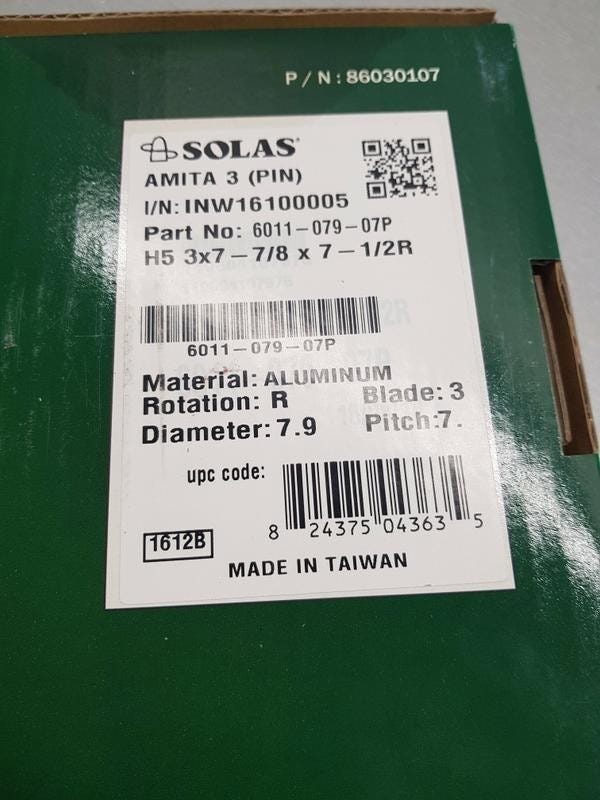 P/N:86030107
SOLAS
AMITA 3 (PIN)
I/N: INW16100005
Part No: 6011-079-07P
H5 3x7-7/8 x 7-1/2R
6011-079-07P
Material: ALUMINUM
Rotation: R Blade: 3
Diameter: 7.9 Pitch:7.
upc code:
8 24375 04363 5
1612B
MADE IN TAIWAN